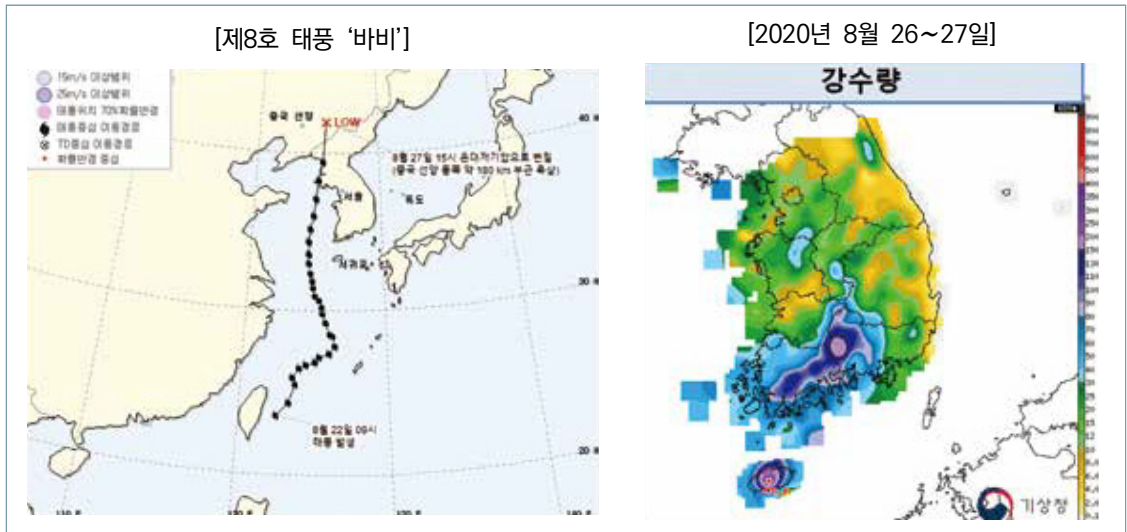 [제8호 태풍 ‘바비’]
[2020년 8월 26～27일]
15m/s 이상범위
25m/s 이상범위
태풍위치 70%확률반경
태풍중심 이동경로
TD중심 이동경로
확률반경 중심
중국 선양
LOW
8월 27일 15시 온대저기압으로 변질
(중국 선양 동쪽 약 180 km 부근 육상)
서울
독도
서귀포
8월 22일 09시
태풍 발생
40
30
20
110
120
강수량
기상청